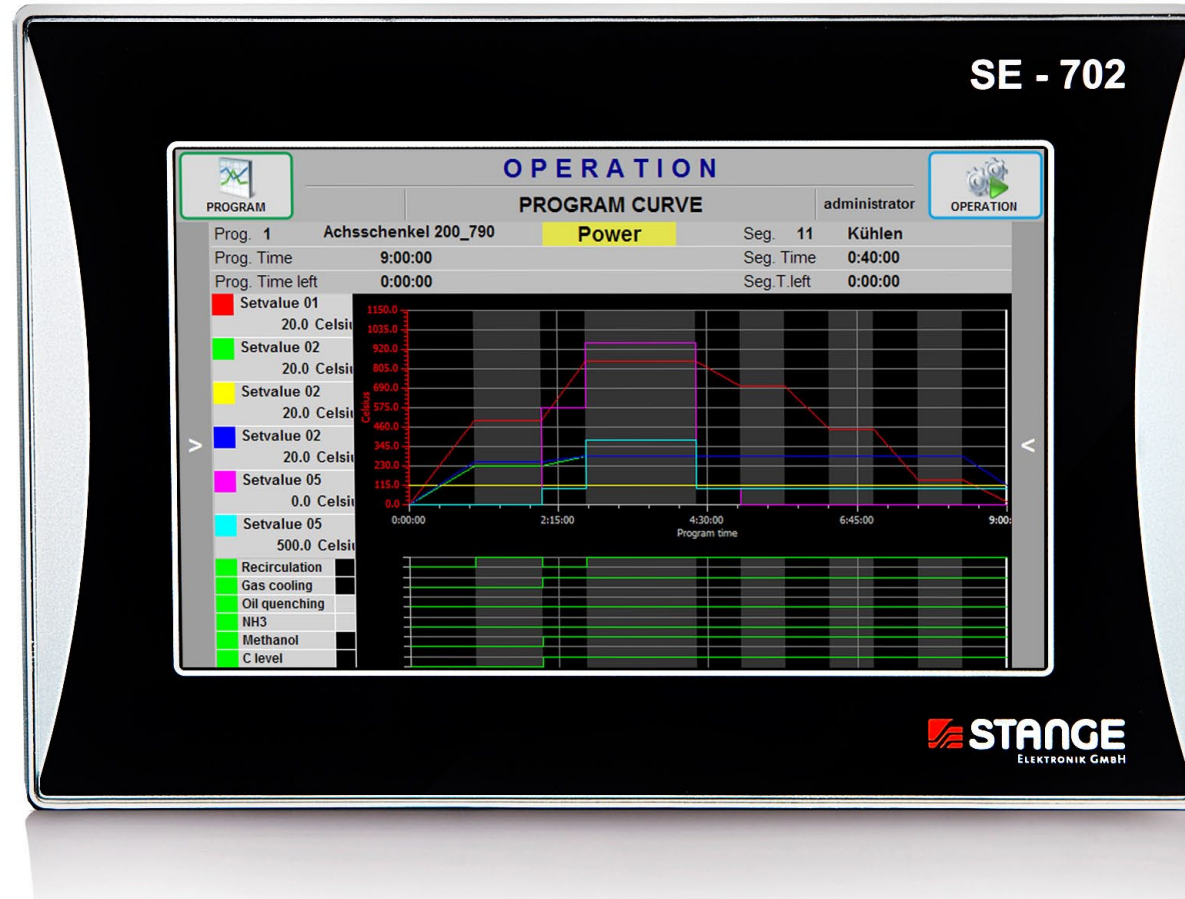 SE - 702
OPERATION
PROGRAM
PROGRAM CURVE
administrator
OPERATION
Prog. 1 Achsschenkel 200_790 Power Seg. 11 Kühlen
Prog. Time 9:00:00 Seg. Time 0:40:00
Prog. Time left 0:00:00 Seg.T.left 0:00:00
Setvalue 01
20.0 Celsiu
Setvalue 02
20.0 Celsiu
Setvalue 02
20.0 Celsiu
Setvalue 02
20.0 Celsiu
Setvalue 05
0.0 Celsiu
Setvalue 05
500.0 Celsiu
Recirculation
Gas cooling
Oil quenching
NH3
Methanol
C level
1150.0
1035.0
920.0
805.0
690.0
575.0
460.0
345.0
230.0
115.0
0.0
Celsius
0:00:00 2:15:00 4:30:00 6:45:00 9:00:
Program time
>
<
STANGE
ELEKTRONIK GMBH